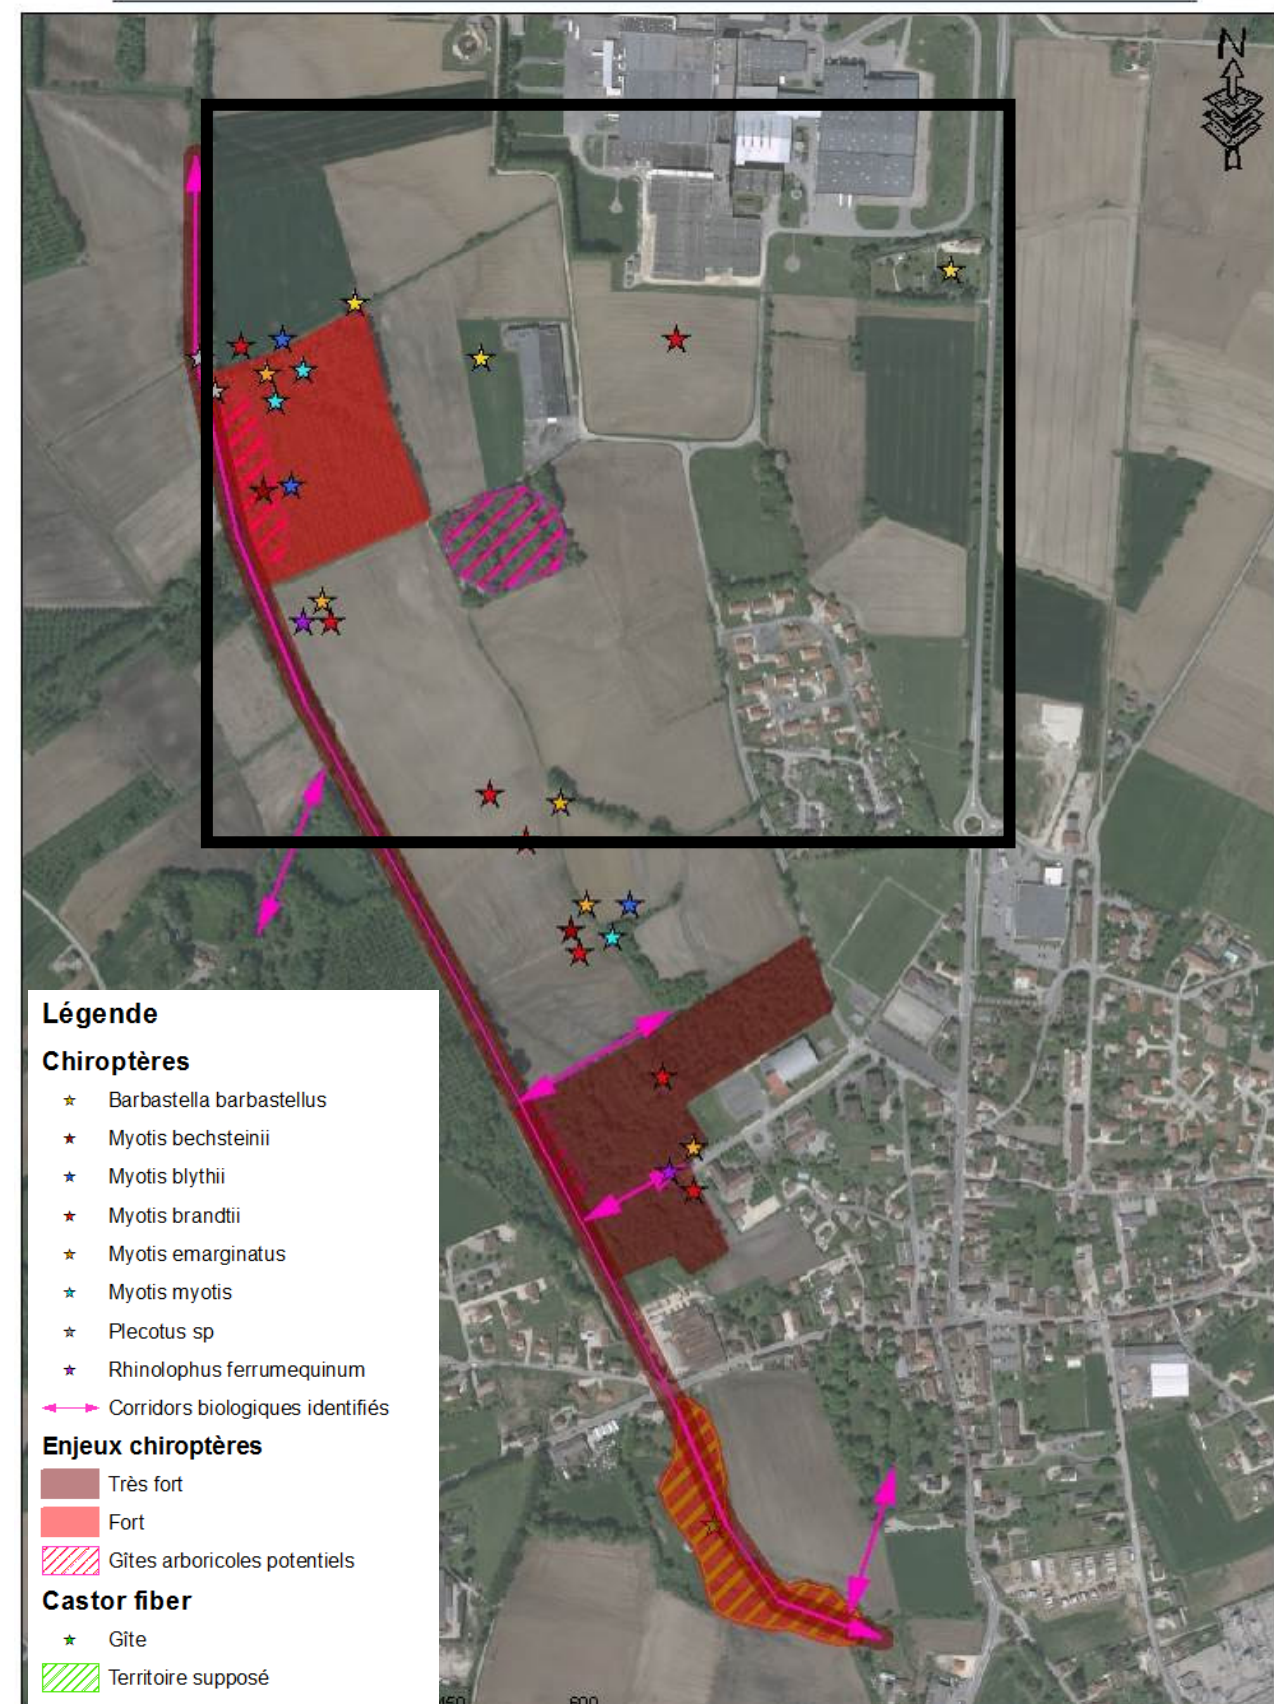 N
Légende
Chiroptères
Barbastella barbastellus
Myotis bechsteinii
Myotis blythii
Myotis brandtii
Myotis emarginatus
Myotis myotis
Plecotus sp
Rhinolophus ferrumequinum
Corridors biologiques identifiés
Enjeux chiroptères
Très fort
Fort
Gîtes arboricoles potentiels
Castor fiber
Gîte
Territoire supposé